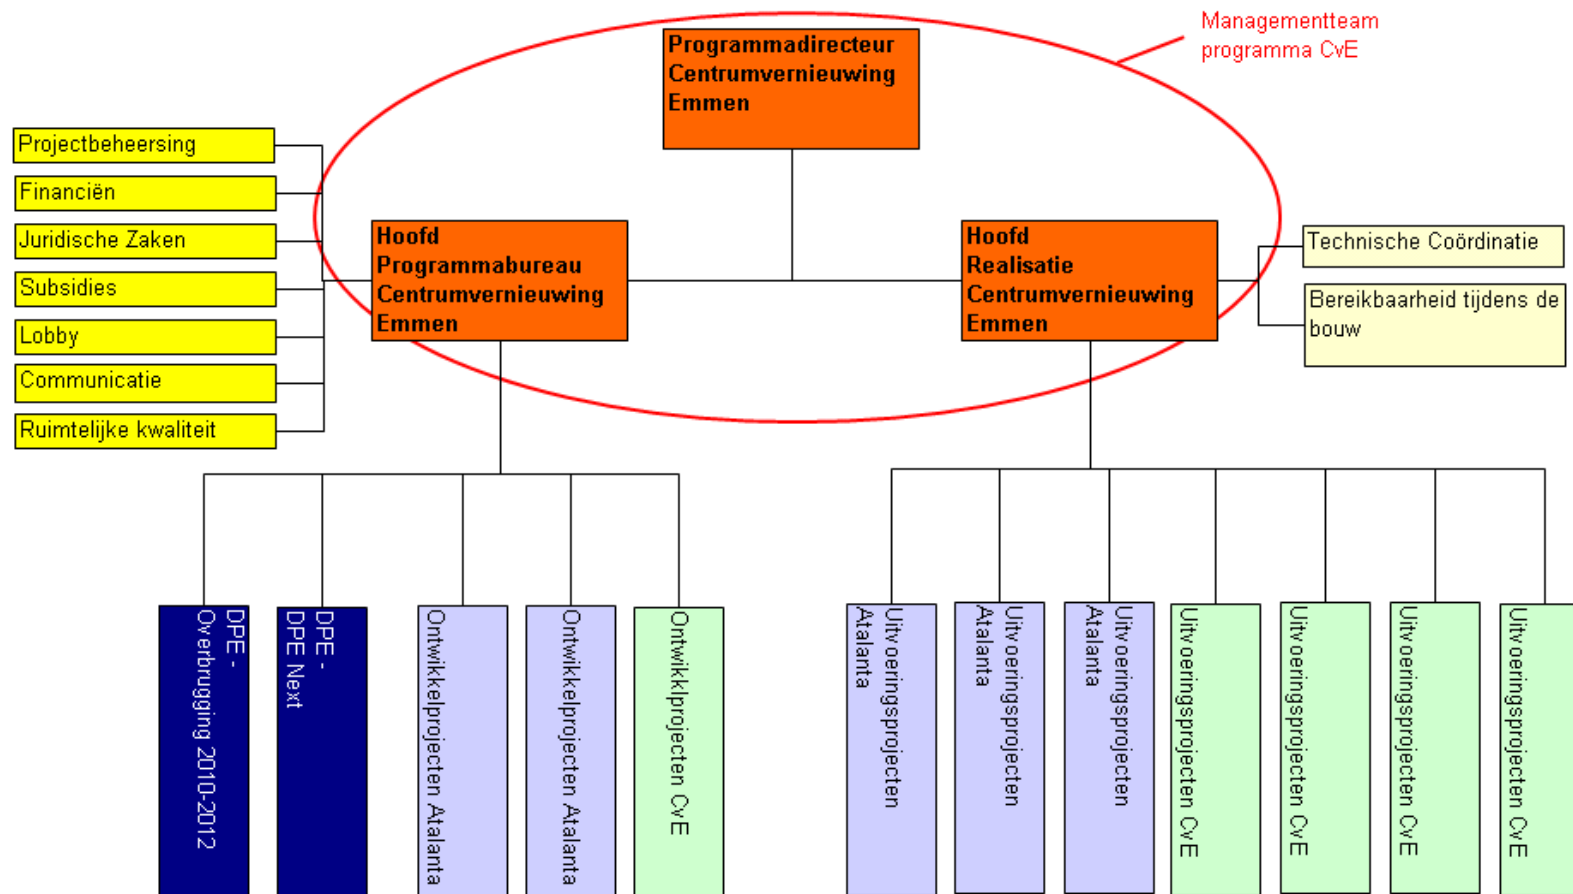 Managementteam
programma CvE
Programmadirecteur
Centrumvernieuwing
Emmen
Projectbeheersing
Financiën
Juridische Zaken
Subsidies
Lobby
Communicatie
Ruimtelijke kwaliteit
Hoofd
Programmabureau
Centrumvernieuwing
Emmen
Hoofd
Realisatie
Centrumvernieuwing
Emmen
Technische Coördinatie
Bereikbaarheid tijdens de
bouw
DPE -
Overbrugging 2010-2012
DPE -
DPE Next
Ontwikkelprojecten Atalanta
Ontwikkelprojecten Atalanta
Ontwikklprojecten CvE
Uitvoeringsprojecten
Atalanta
Uitvoeringsprojecten
Atalanta
Uitvoeringsprojecten
Atalanta
Uitvoeringsprojecten CvE
Uitvoeringsprojecten CvE
Uitvoeringsprojecten CvE
Uitvoeringsprojecten CvE